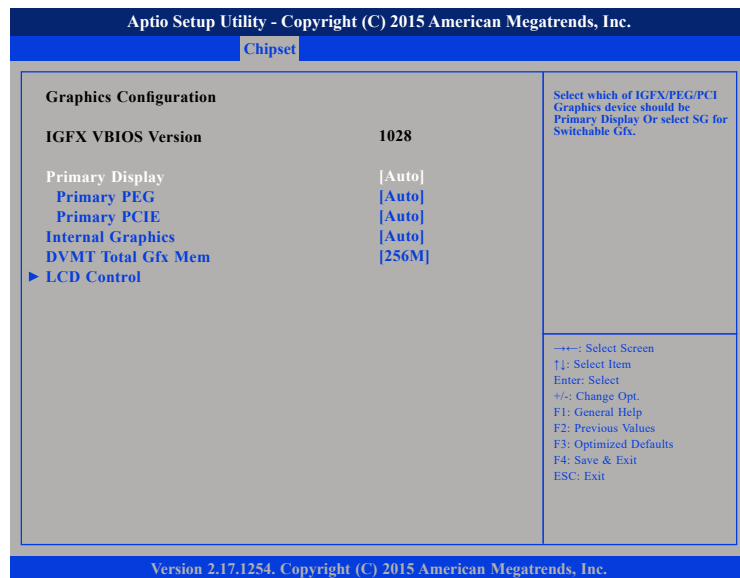 Aptio Setup Utility - Copyright (C) 2015 American Megatrends, Inc.
Chipset
Graphics Configuration
IGFX VBIOS Version 1028
Primary Display [Auto]
Primary PEG [Auto]
Primary PCIE [Auto]
Internal Graphics [Auto]
DVMT Total Gfx Mem [256M]
► LCD Control
Select which of IGFX/PEG/PCI
Graphics device should be
Primary Display Or select SG for
Switchable Gfx.
→←: Select Screen
↑↓: Select Item
Enter: Select
+/-: Change Opt.
F1: General Help
F2: Previous Values
F3: Optimized Defaults
F4: Save & Exit
ESC: Exit
Version 2.17.1254. Copyright (C) 2015 American Megatrends, Inc.